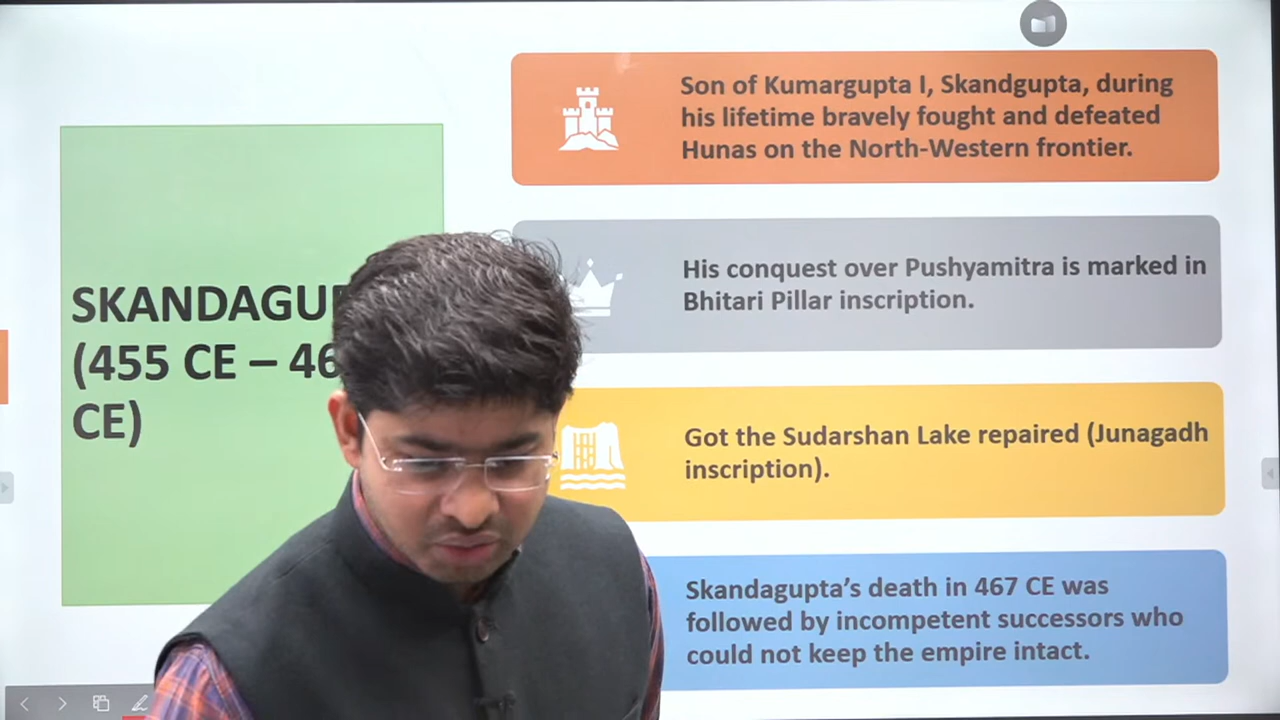 (455 CE –
CE)
Son of Kumargupta I, Skandgupta, during
his lifetime bravely fought and defeated
Hunas on the North-Western frontier.
His conquest over Pushyamitra is marked in
Bhitari Pillar inscription.
Got the Sudarshan Lake repaired (Junagadh
inscription).
Skandagupta’s death in 467 CE was
followed by incompetent successors who
could not keep the empire intact.